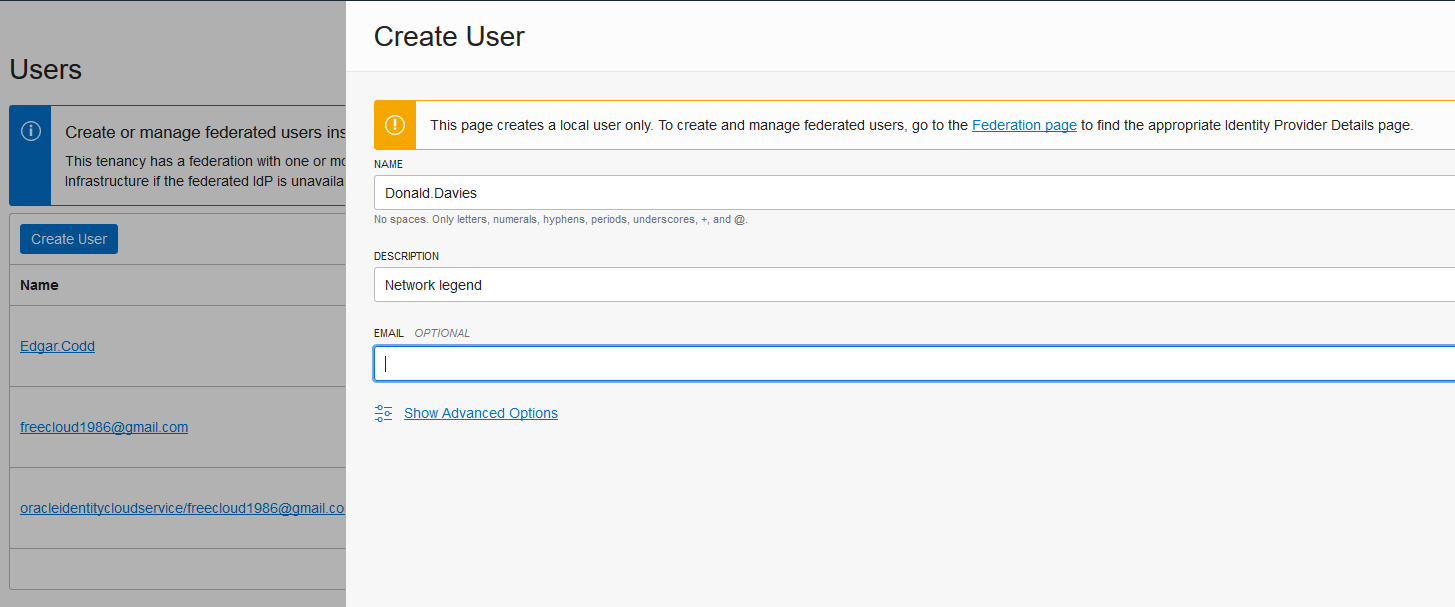 Users
Create or manage federated users ins
This tenancy has a federation with one or mo
Infrastructure if the federated IdP is unavaila
Create User
Name
Edgar.Codd
freecloud1986@gmail.com
oracleidentitycloudservice/freecloud1986@gmail.co
Create User
This page creates a local user only. To create and manage federated users, go to the Federation page to find the appropriate Identity Provider Details page.
NAME
Donald.Davies
No spaces. Only letters, numerals, hyphens, periods, underscores, +, and @.
DESCRIPTION
Network legend
EMAIL OPTIONAL
Show Advanced Options